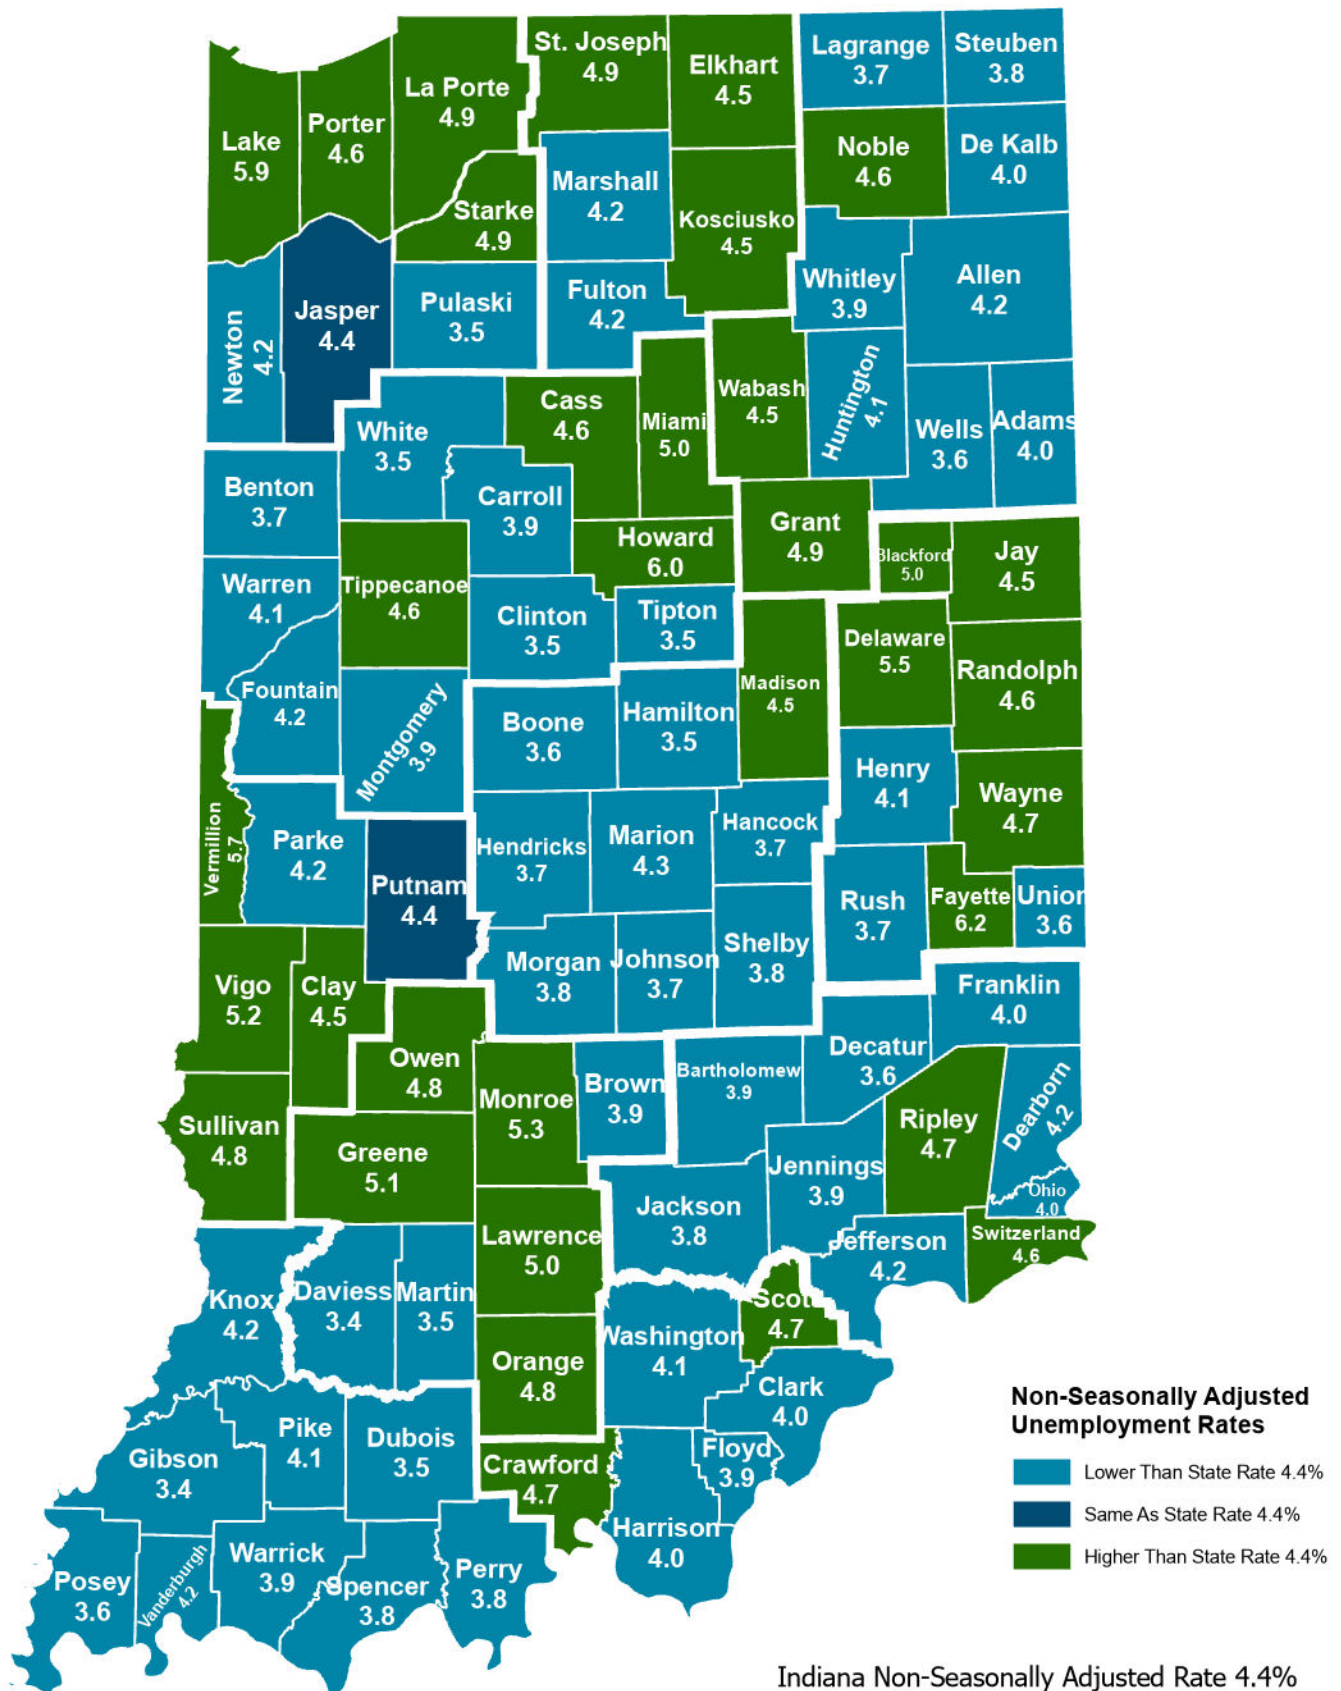 St. Joseph
4.9
Elkhart
4.5
Lagrange
3.7
Steuben
3.8
La Porte
4.9
Porter
4.6
Lake
5.9
Noble
4.6
De Kalb
4.0
Marshall
4.2
Starke
4.9
Kosciusko
4.5
Whitley
3.9
Allen
4.2
Newton
4.2
Jasper
4.4
Pulaski
3.5
Fulton
4.2
Wabash
4.5
Huntington
4.1
Wells
3.6
Adams
4.0
White
3.5
Cass
4.6
Miami
5.0
Benton
3.7
Carroll
3.9
Howard
6.0
Grant
4.9
Blackford
5.0
Jay
4.5
Warren
4.1
Tippecanoe
4.6
Clinton
3.5
Tipton
3.5
Delaware
5.5
Randolph
4.6
Fountain
4.2
Montgomery
3.9
Boone
3.6
Hamilton
3.5
Madison
4.5
Henry
4.1
Wayne
4.7
Vermillion
5.7
Parke
4.2
Putnam
4.4
Hendricks
3.7
Marion
4.3
Hancock
3.7
Rush
3.7
Fayette
6.2
Union
3.6
Vigo
5.2
Clay
4.5
Morgan
3.8
Johnson
3.7
Shelby
3.8
Franklin
4.0
Owen
4.8
Monroe
5.3
Brown
3.9
Bartholomew
3.9
Decatur
3.6
Ripley
4.7
Dearborn
4.2
Sullivan
4.8
Greene
5.1
Jennings
3.9
Ohio
4.0
Jackson
3.8
Lawrence
5.0
Jefferson
4.2
Switzerland
4.6
Knox
4.2
Daviess
3.4
Martin
3.5
Orange
4.8
Washington
4.1
Scott
4.7
Clark
4.0
Gibson
3.4
Pike
4.1
Dubois
3.5
Crawford
4.7
Floyd
3.9
Harrison
4.0
Posey
3.6
Vanderburgh
4.2
Warrick
3.9
Spencer
3.8
Perry
3.8
Non-Seasonally Adjusted
Unemployment Rates
Lower Than State Rate 4.4%
Same As State Rate 4.4%
Higher Than State Rate 4.4%
Indiana Non-Seasonally Adjusted Rate 4.4%